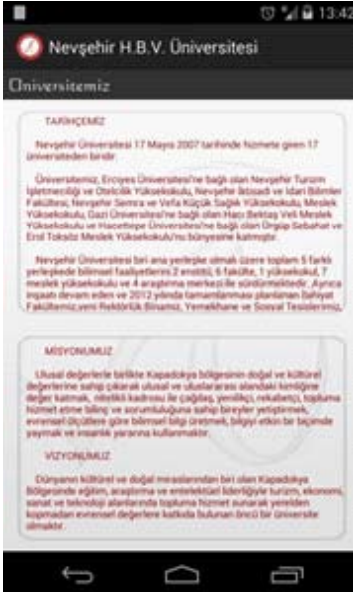 13:42
Nevşehir H.B.V. Üniversitesi
Üniversitemiz
TARİHÇEMİZ
Nevşehir Üniversitesi 17 Mayıs 2007 tarihinde hizmete giren 17
üniversiteden biridir.
Üniversitemiz, Erciyes Üniversitesi'ne bağlı olan Nevşehir Turizm
İşletmeciliği ve Otelcilik Yüksekokulu, Nevşehir İktisadi ve İdari Bilimler
Fakültesi, Nevşehir Semra ve Vefa Küçük Sağlık Yüksekokulu, Meslek
Yüksekokulu, Gazi Üniversitesi'ne bağlı olan Hacı Bektaş Veli Meslek
Yüksekokulu ve Hacettepe Üniversitesi'ne bağlı olan Ürgüp Sebahat ve
Erol Toksöz Meslek Yüksekokulu'nu bünyesine katmıştır.
Nevşehir Üniversitesi biri ana yerleşke olmak üzere toplam 5 farklı
yerleşkede bilimsel faaliyetlerini 2 enstitü, 6 fakülte, 1 yüksekokul, 7
meslek yüksekokulu ve 4 araştırma merkezi ile sürdürmektedir. Ayrıca
inşaatı devam eden ve 2012 yılında tamamlanması planlanan İlahiyat
Fakültemiz,yeni Rektörlük Binamız, Yemekhane ve Sosyal Tesislerimiz,
MİSYONUMUZ
Ulusal değerlerle birlikte Kapadokya bölgesinin doğal ve kültürel
değerlerine sahip çıkarak ulusal ve uluslararası alandaki kimliğine
değer katmak, nitelikli kadrosu ile çağdaş, yenilikçi, rekabetçi, topluma
hizmet etme bilinç ve sorumluluğuna sahip bireyler yetiştirmek,
evrensel ölçütlere göre bilimsel bilgi üretmek, bilgiyi etkin bir biçimde
yaymak ve insanlık yararına kullanmaktır.
VİZYONUMUZ
Dünyanın kültürel ve doğal miraslarından biri olan Kapadokya
Bölgesinde eğitim, araştırma ve entelektüel liderliğiyle turizm, ekonomi,
sanat ve teknoloji alanlarında topluma hizmet sunarak yerelden
kopmadan evrensel değerlere katkıda bulunan öncü bir üniversite
olmaktır.